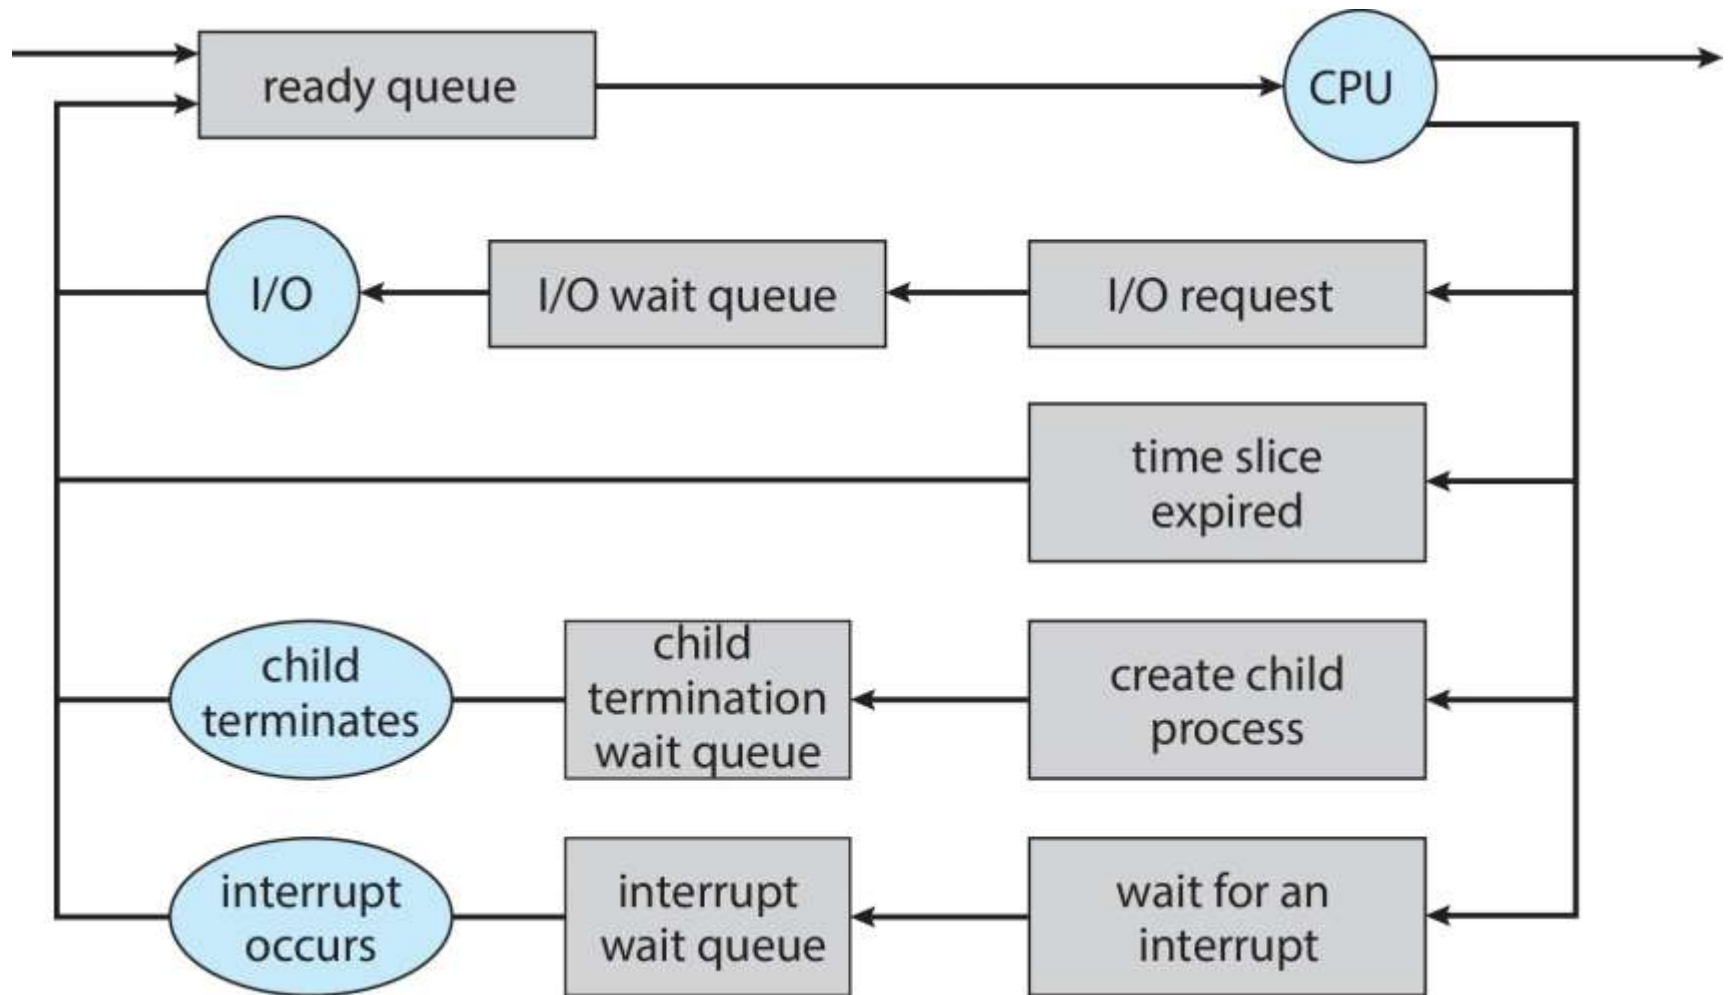 ready queue
CPU
I/O
I/O wait queue
I/O request
time slice
expired
child
terminates
child
termination
wait queue
create child
process
interrupt
occurs
interrupt
wait queue
wait for an
interrupt